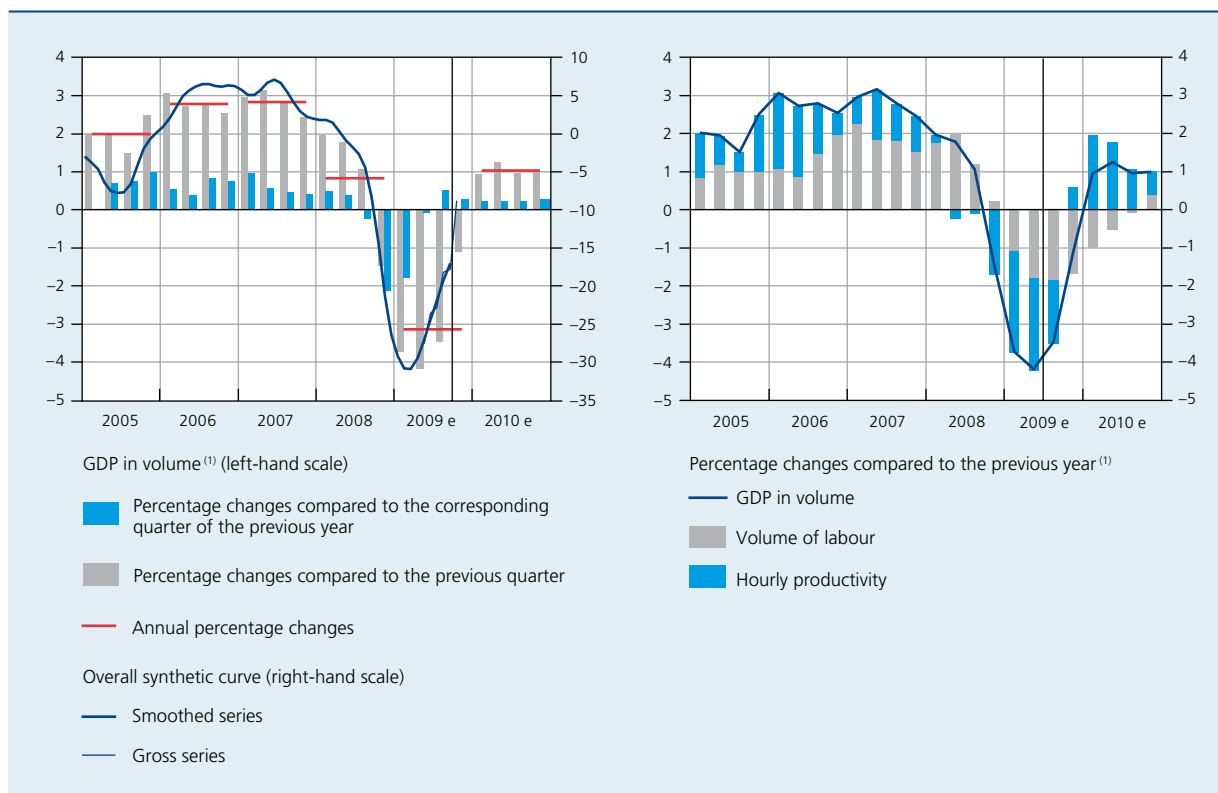 4
3
2
1
0
−1
−2
−3
−4
−5
10
5
0
−5
−10
−15
−20
−25
−30
−35
2005 2006 2007 2008 2009 e 2010 e
GDP in volume (1) (left-hand scale)
Percentage changes compared to the corresponding
quarter of the previous year
Percentage changes compared to the previous quarter
Annual percentage changes
Overall synthetic curve (right-hand scale)
Smoothed series
Gross series
4
3
2
1
0
−1
−2
−3
−4
−5
4
3
2
1
0
−1
−2
−3
−4
−5
2005 2006 2007 2008 2009 e 2010 e
Percentage changes compared to the previous year (1)
GDP in volume
Volume of labour
Hourly productivity